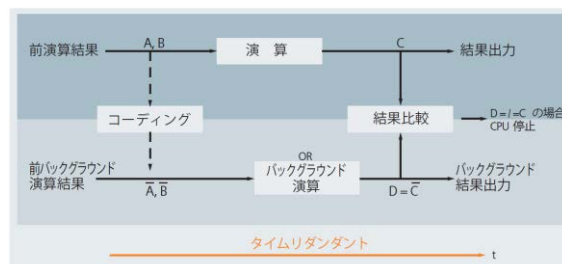 前演算結果
A, B
演 算
C
結果出力
コーディング
結果比較
D=/=C の場合
CPU 停止
前バックグラウンド
演算結果
A̅, B̅
OR
バックグラウンド
演算
D = C̅
バックグラウンド
結果出力
タイムリダンダント
t